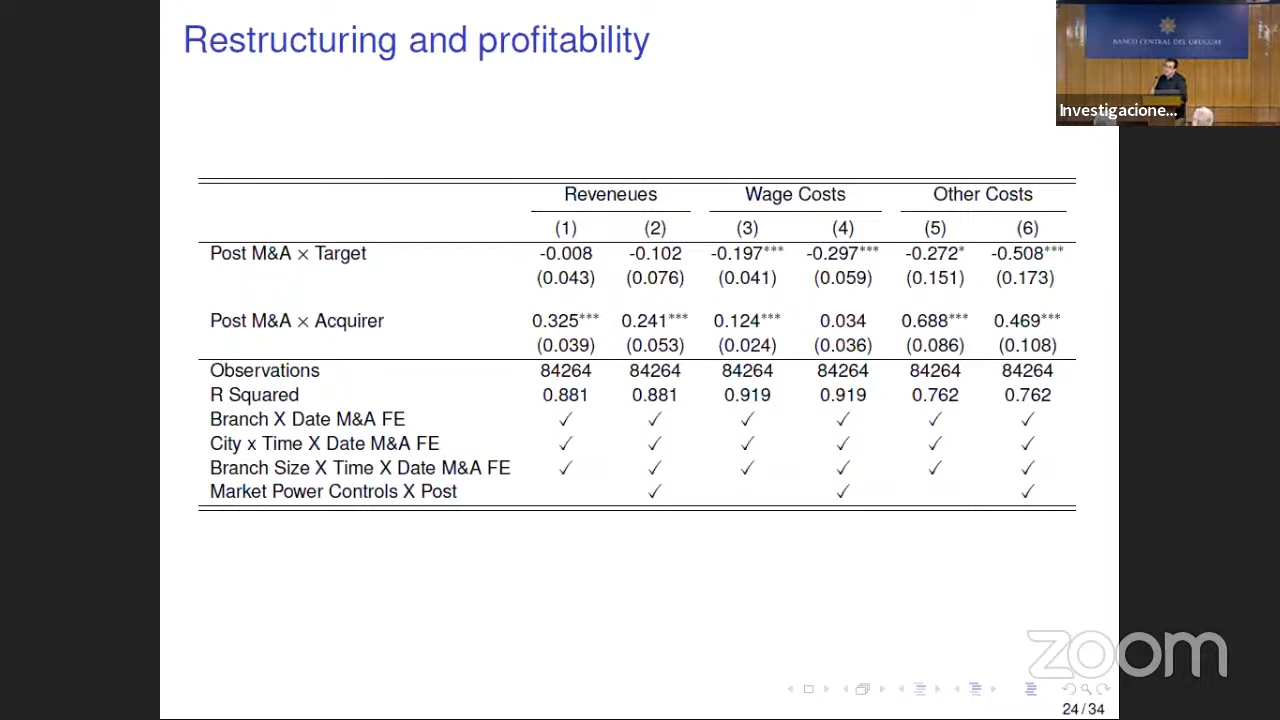 Restructuring and profitability
BANCO CENTRAL DEL URUGUAY
Investigacione...
Reveneues Wage Costs Other Costs
(1) (2) (3) (4) (5) (6)
Post M&A × Target -0.008 -0.102 -0.197*** -0.297*** -0.272* -0.508***
(0.043) (0.076) (0.041) (0.059) (0.151) (0.173)
Post M&A × Acquirer 0.325*** 0.241*** 0.124*** 0.034 0.688*** 0.469***
(0.039) (0.053) (0.024) (0.036) (0.086) (0.108)
Observations 84264 84264 84264 84264 84264 84264
R Squared 0.881 0.881 0.919 0.919 0.762 0.762
Branch X Date M&A FE ✓ ✓ ✓ ✓ ✓ ✓
City x Time X Date M&A FE ✓ ✓ ✓ ✓ ✓ ✓
Branch Size X Time X Date M&A FE ✓ ✓ ✓ ✓ ✓ ✓
Market Power Controls X Post ✓ ✓ ✓
zoom
24/34